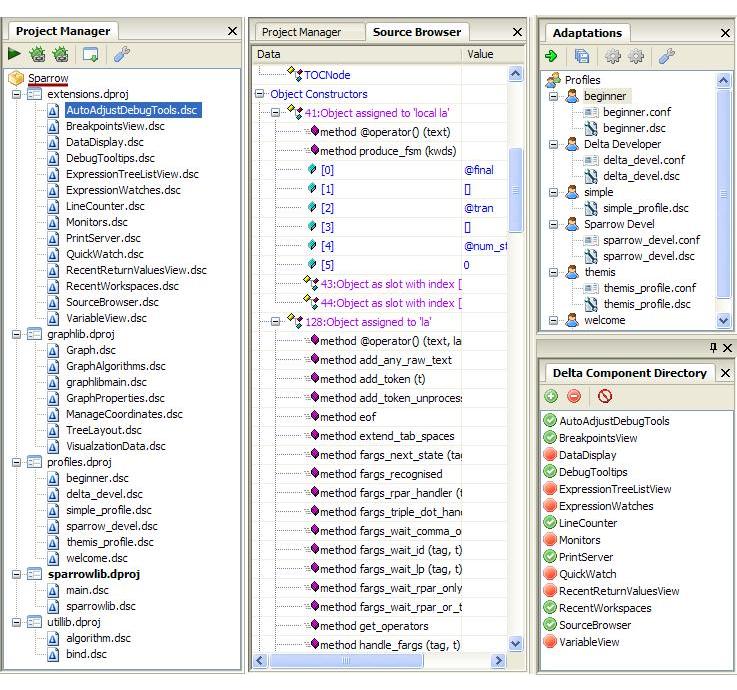 Project Manager
Sparrow
extensions.dproj
AutoAdjustDebugTools.dsc
BreakpointsView.dsc
DataDisplay.dsc
DebugTooltips.dsc
ExpressionTreeListView.dsc
ExpressionWatches.dsc
LineCounter.dsc
Monitors.dsc
PrintServer.dsc
QuickWatch.dsc
RecentReturnValuesView.dsc
RecentWorkspaces.dsc
SourceBrowser.dsc
VariableView.dsc
graphlib.dproj
Graph.dsc
GraphAlgorithms.dsc
graphlibmain.dsc
GraphProperties.dsc
ManageCoordinates.dsc
TreeLayout.dsc
VisualzationData.dsc
profiles.dproj
beginner.dsc
delta_devel.dsc
simple_profile.dsc
sparrow_devel.dsc
themis_profile.dsc
welcome.dsc
sparrowlib.dproj
main.dsc
sparrowlib.dsc
utillib.dproj
algorithm.dsc
bind.dsc
Project Manager Source Browser
Data Value
TOCNode
Object Constructors
41:Object assigned to 'local la'
method @operator() (text)
method produce_fsm (kwds)
[0] @final
[1] []
[2] @tran
[3] []
[4] @num_st
[5] 0
43:Object as slot with index [
44:Object as slot with index [
128:Object assigned to 'la'
method @operator() (text, la
method add_any_raw_text
method add_token (t)
method add_token_unproces
method eof
method extend_tab_spaces
method fargs_next_state (ta
method fargs_recognised
method fargs_rpar_handler (t
method fargs_triple_dot_han
method fargs_wait_comma_o
method fargs_wait_id (tag, t)
method fargs_wait_lp (tag, t)
method fargs_wait_rpar_only
method fargs_wait_rpar_or_t
method get_operators
method handle_fargs (tag, t)
Adaptations
Profiles
beginner
beginner.conf
beginner.dsc
Delta Developer
delta_devel.conf
delta_devel.dsc
simple
simple_profile.dsc
Sparrow Devel
sparrow_devel.conf
sparrow_devel.dsc
themis
themis_profile.conf
themis_profile.dsc
welcome
Delta Component Directory
AutoAdjustDebugTools
BreakpointsView
DataDisplay
DebugTooltips
ExpressionTreeListView
ExpressionWatches
LineCounter
Monitors
PrintServer
QuickWatch
RecentReturnValuesView
RecentWorkspaces
SourceBrowser
VariableView